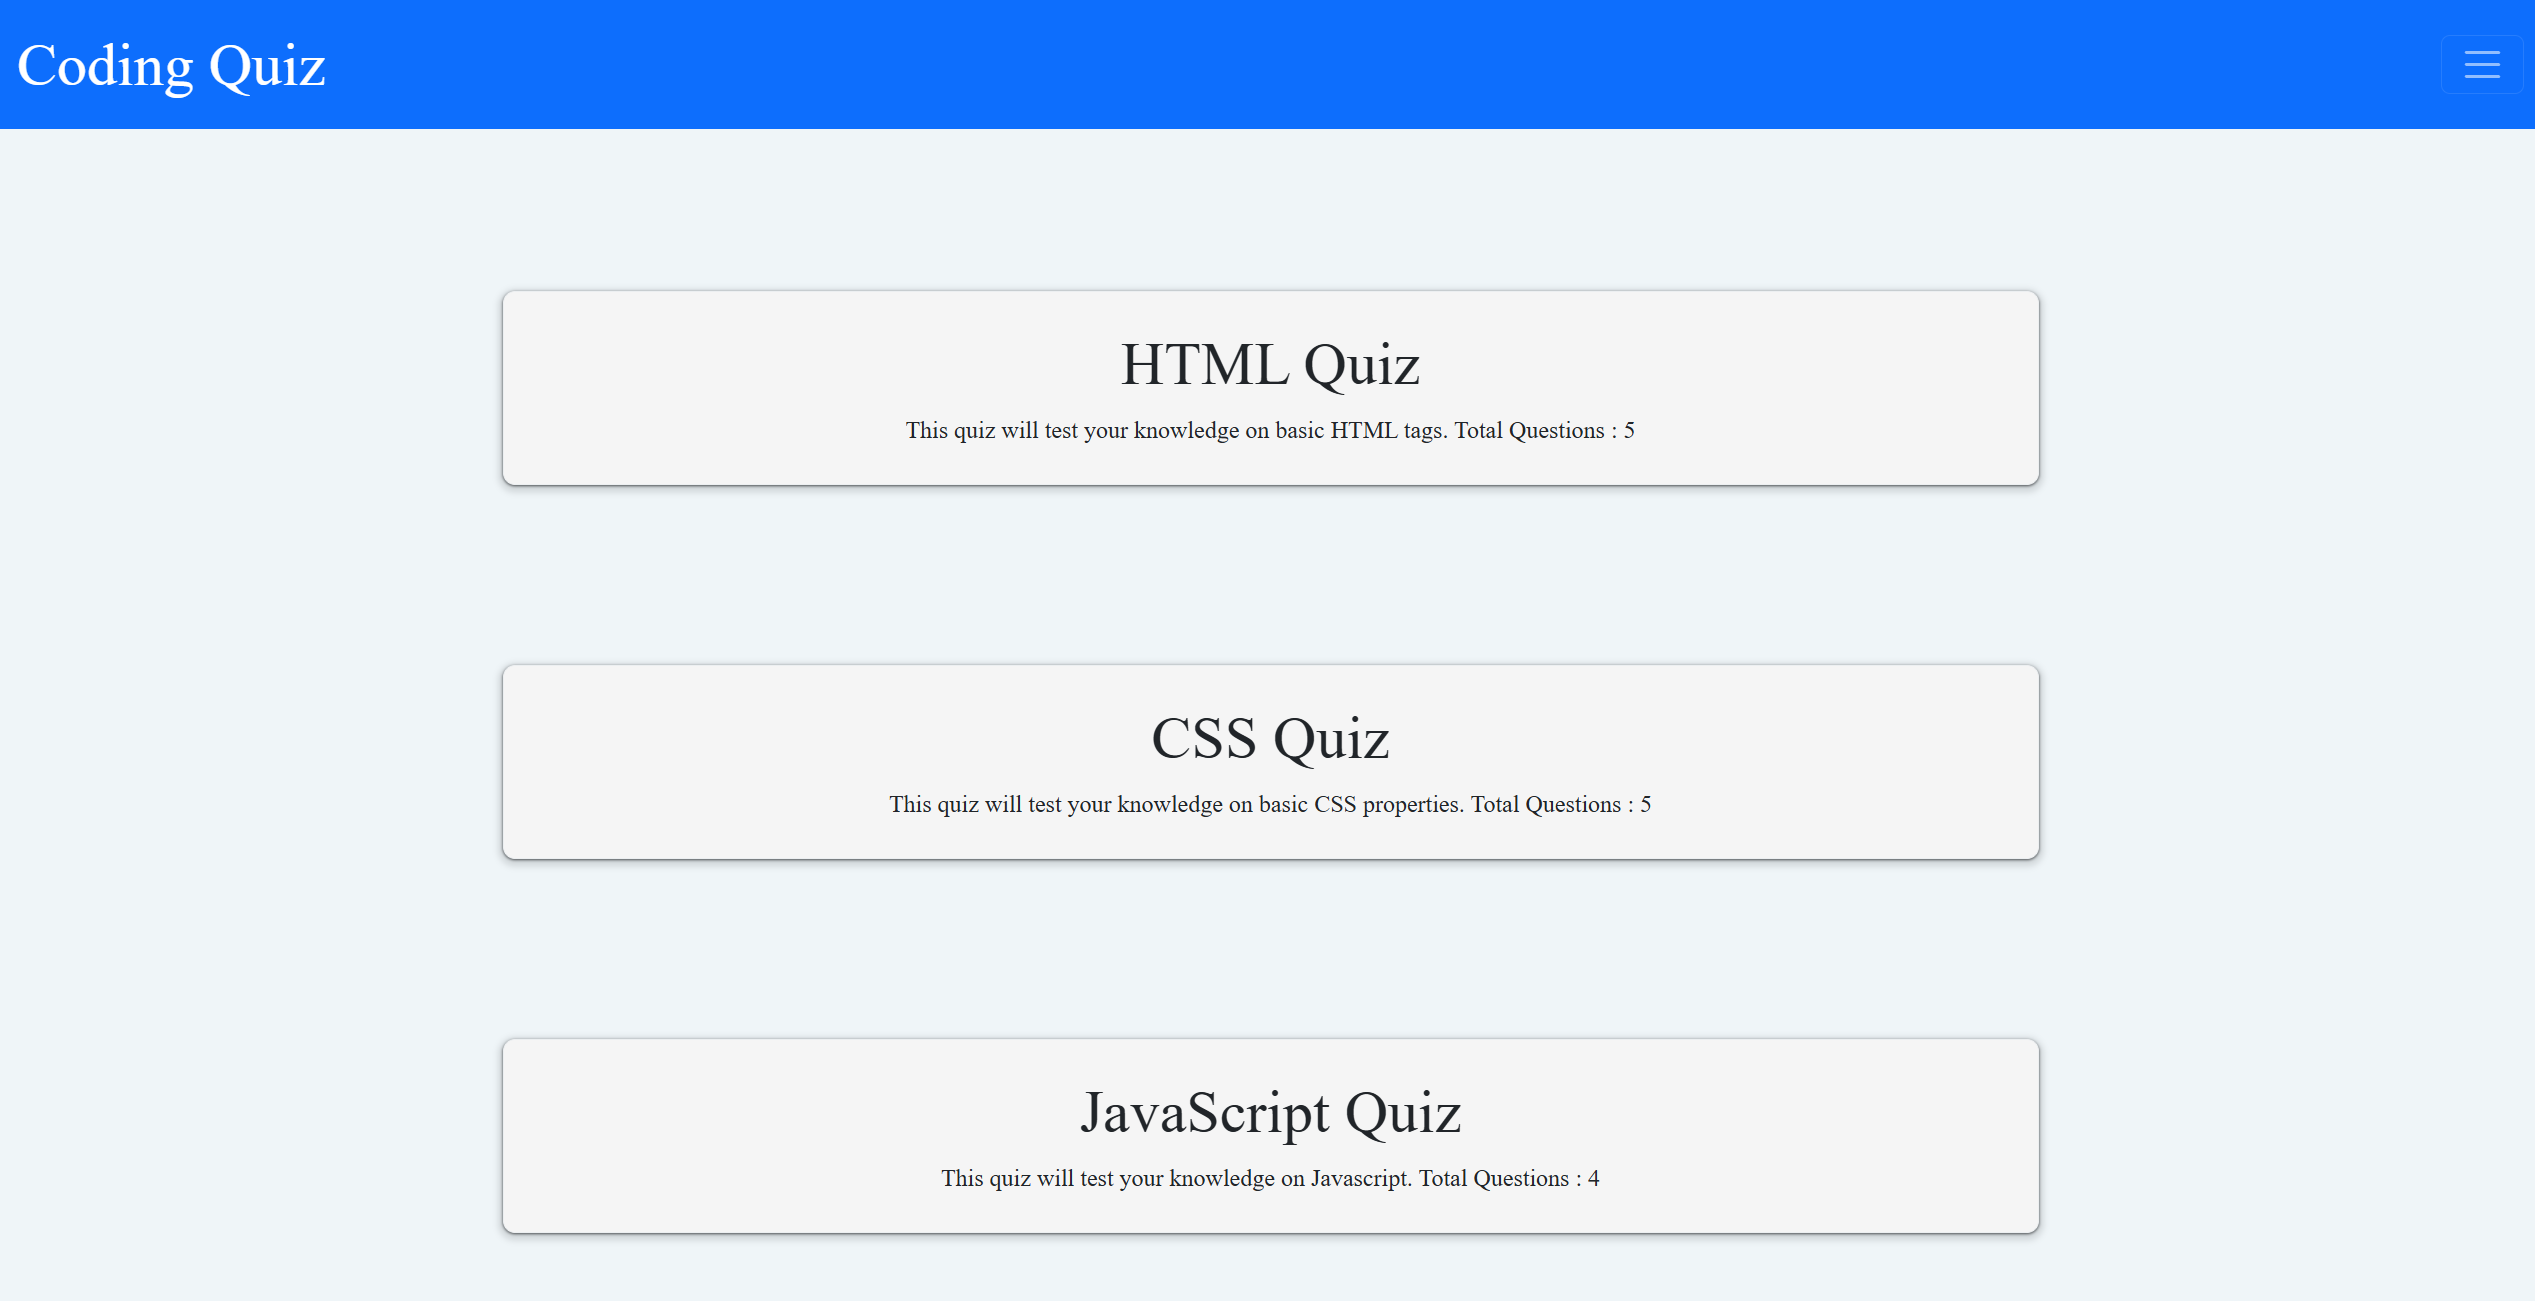 Coding Quiz
HTML Quiz
This quiz will test your knowledge on basic HTML tags. Total Questions : 5
CSS Quiz
This quiz will test your knowledge on basic CSS properties. Total Questions : 5
JavaScript Quiz
This quiz will test your knowledge on Javascript. Total Questions : 4